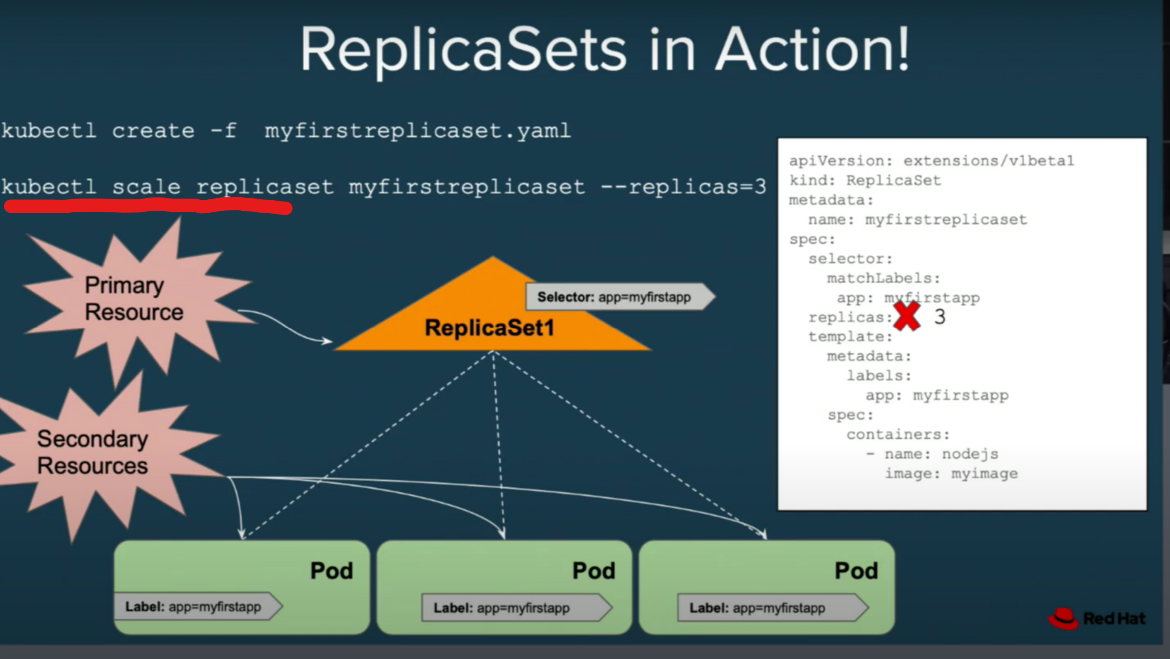 ReplicaSets in Action!
kubectl create -f  myfirstreplicaset.yaml
kubectl scale replicaset myfirstreplicaset --replicas=3
apiVersion: extensions/v1beta1
kind: ReplicaSet
metadata:
  name: myfirstreplicaset
spec:
  selector:
    matchLabels:
     app: myfirstapp
  replicas: 3
  template:
    metadata:
      labels:
        app: myfirstapp
    spec:
      containers:
        - name: nodejs
          image: myimage
Primary
Resource
Selector: app=myfirstapp
ReplicaSet1
Secondary
Resources
Pod
Label: app=myfirstapp
Pod
Label: app=myfirstapp
Pod
Label: app=myfirstapp
Red Hat